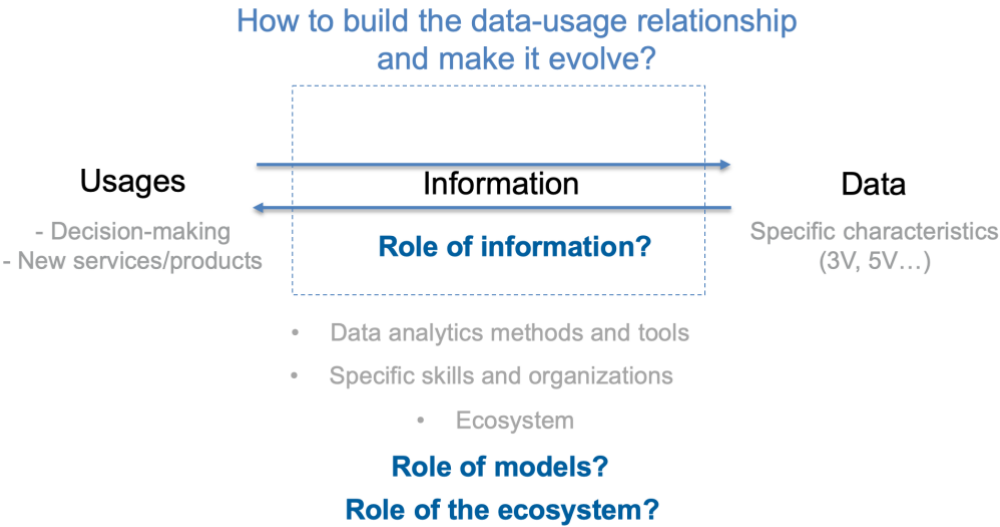 How to build the data-usage relationship
and make it evolve?
Usages
Information
Data
- Decision-making
- New services/products
Role of information?
Specific characteristics
(3V, 5V…)
• Data analytics methods and tools
• Specific skills and organizations
• Ecosystem
Role of models?
Role of the ecosystem?